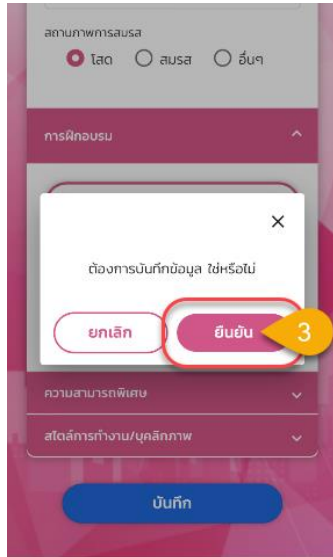 สถานภาพการสมรส
โสด สมรส อื่นๆ
การฝึกอบรม
ต้องการบันทึกข้อมูล ใช่หรือไม่
ยกเลิก ยืนยัน 3
ความสามารถพิเศษ
สไตล์การทำงาน/บุคลิกภาพ
บันทึก